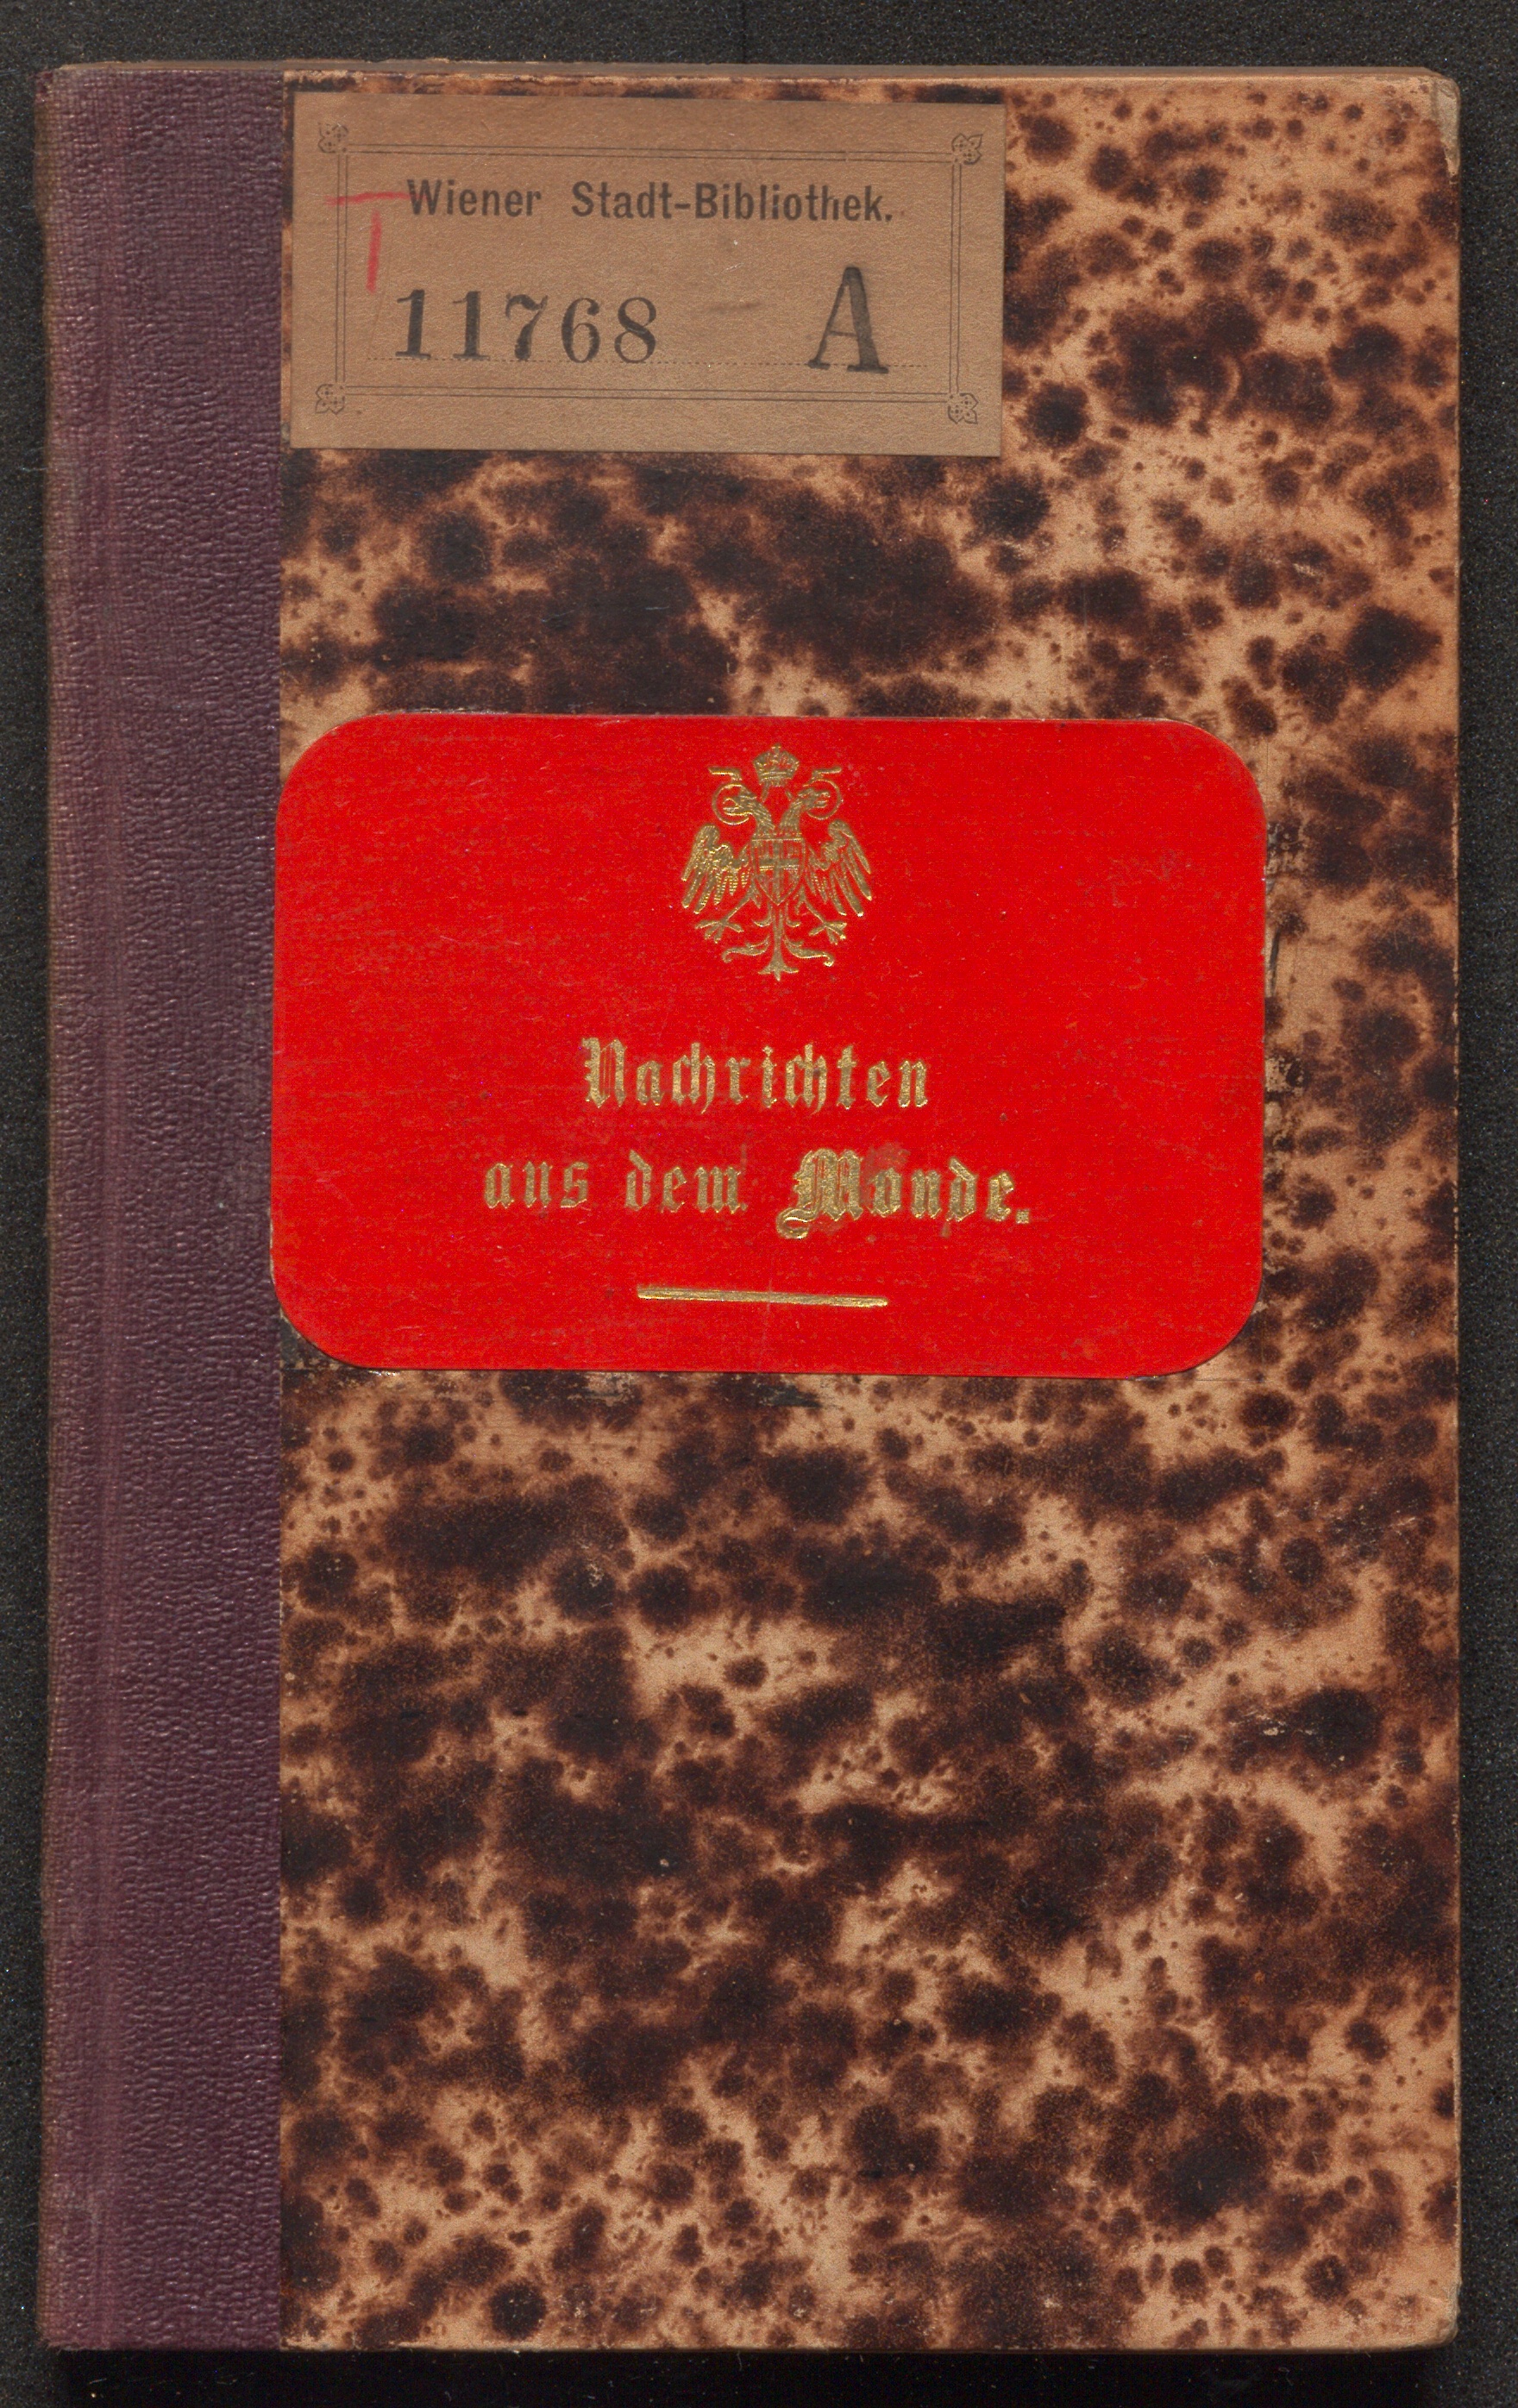 Wiener Stadt-Bibliothek.
T
11768 A
Nachrichten
aus dem Monde.